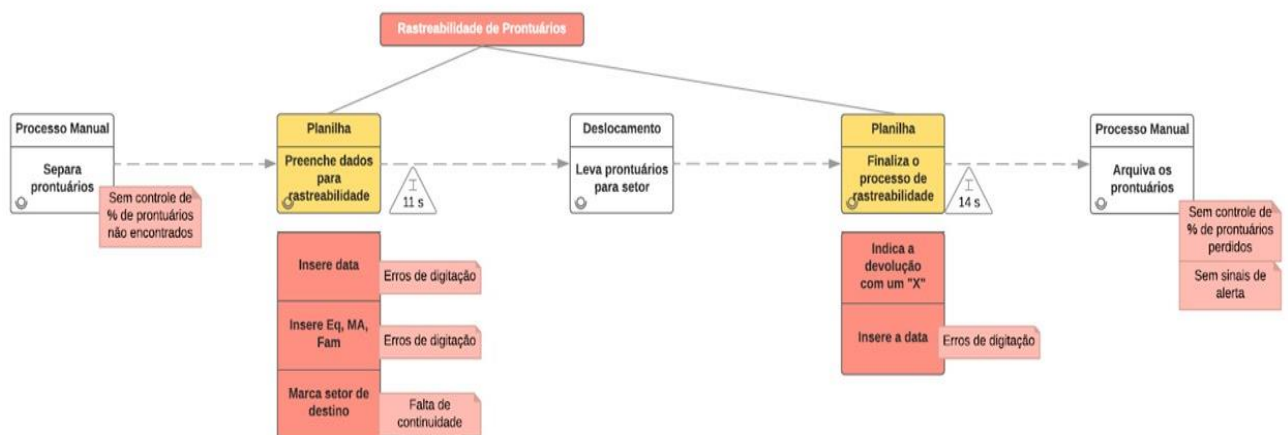 Rastreabilidade de Prontuários
Processo Manual
Separa
prontuários
Sem controle de
% de prontuários
não encontrados
Planilha
Preenche dados
para
rastreabilidade
11 s
Deslocamento
Leva prontuários
para setor
Planilha
Finaliza o
processo de
rastreabilidade
14 s
Processo Manual
Arquiva os
prontuários
Sem controle de
% de prontuários
perdidos
Sem sinais de
alerta
Insere data
Erros de digitação
Insere Eq, MA,
Fam
Erros de digitação
Marca setor de
destino
Falta de
continuidade
Indica a
devolução
com um "X"
Insere a data
Erros de digitação